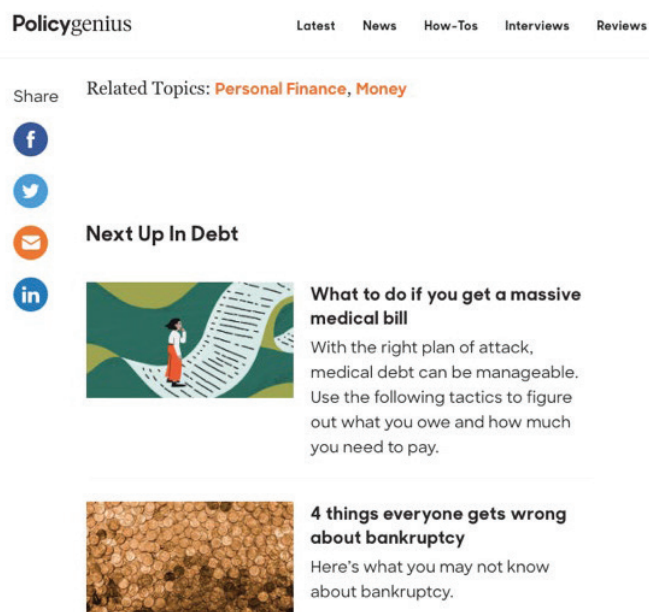 Policygenius
Latest News How-Tos Interviews Reviews
Share
Related Topics: Personal Finance, Money
Next Up In Debt
What to do if you get a massive
medical bill
With the right plan of attack,
medical debt can be manageable.
Use the following tactics to figure
out what you owe and how much
you need to pay.
4 things everyone gets wrong
about bankruptcy
Here's what you may not know
about bankruptcy.